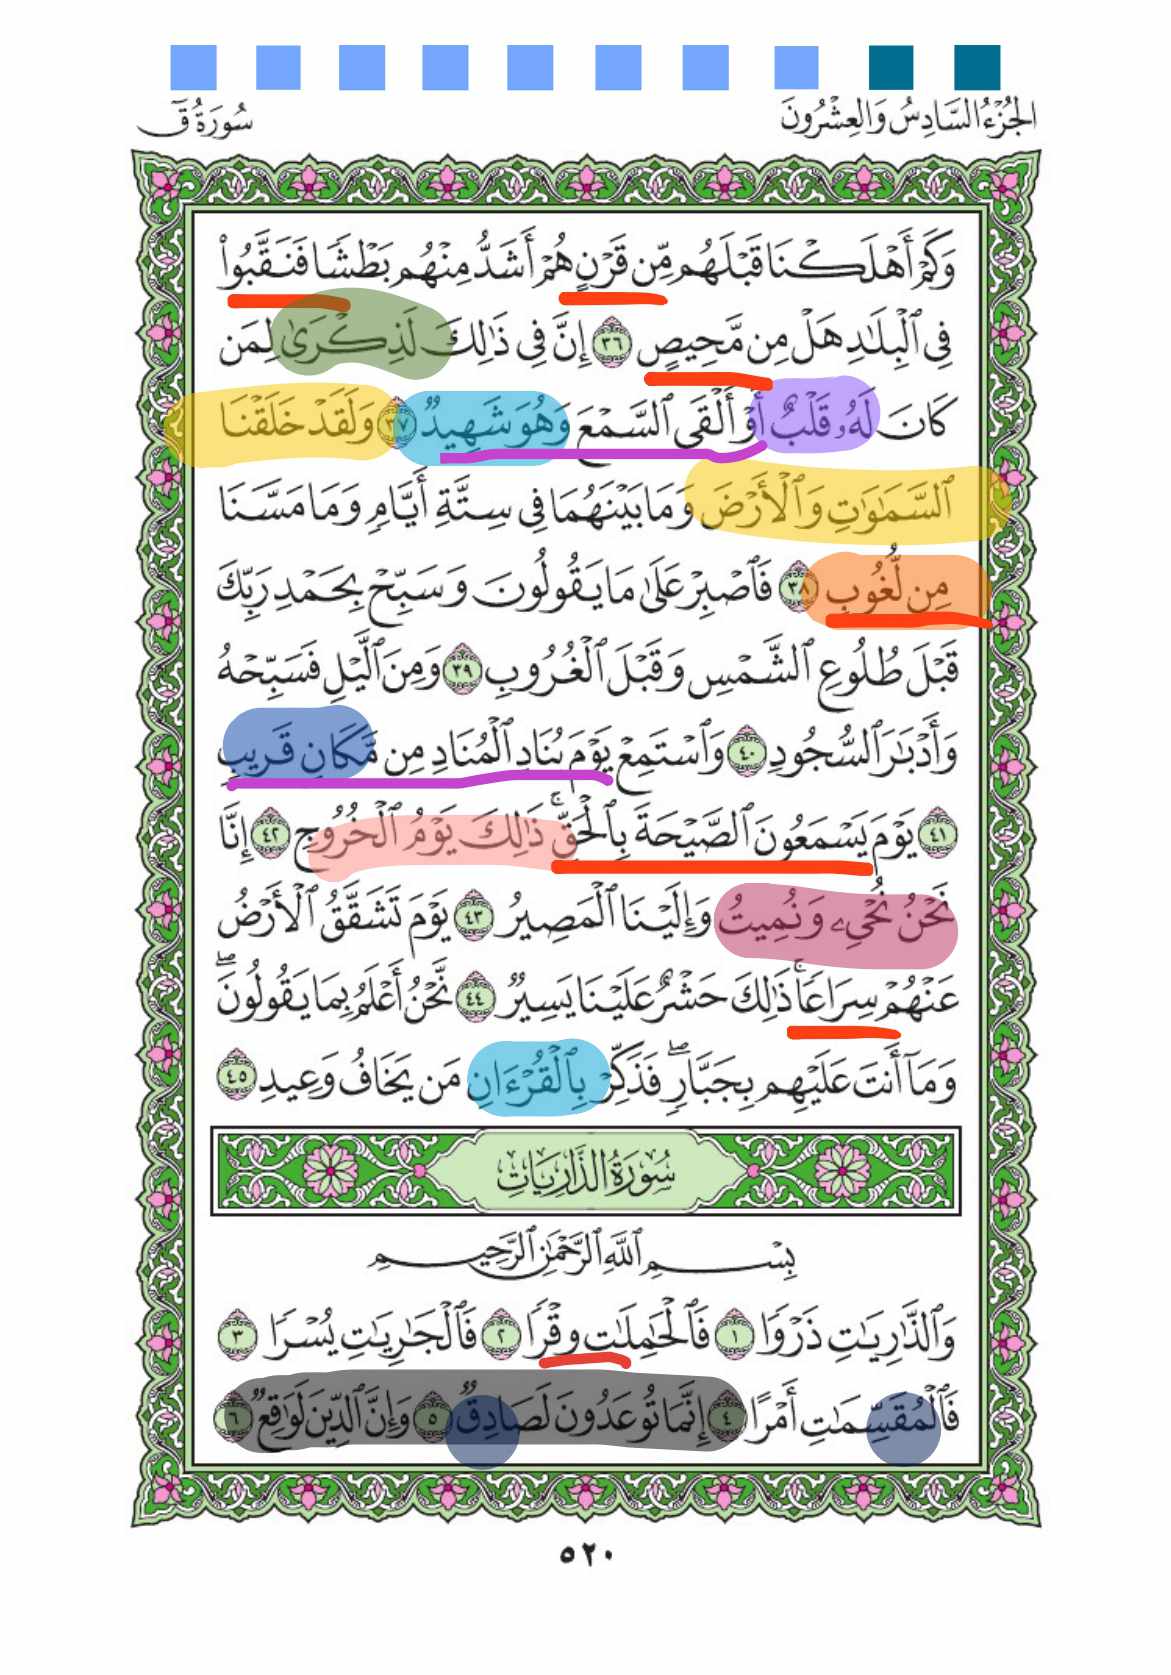 الجُزْءُ السَّادِسُ وَالعِشْرُونَ
سُورَةُ قٓ
وَكَمْ أَهْلَكْنَا قَبْلَهُم مِّن قَرْنٍ هُمْ أَشَدُّ مِنْهُم بَطْشًا فَنَقَّبُوا۟
فِى ٱلْبِلَـٰدِ هَلْ مِن مَّحِيصٍ ٣٦ إِنَّ فِى ذَٰلِكَ لَذِكْرَىٰ لِمَن
كَانَ لَهُۥ قَلْبٌ أَوْ أَلْقَى ٱلسَّمْعَ وَهُوَ شَهِيدٌ ٣٧ وَلَقَدْ خَلَقْنَا
ٱلسَّمَـٰوَٰتِ وَٱلْأَرْضَ وَمَا بَيْنَهُمَا فِى سِتَّةِ أَيَّامٍ وَمَا مَسَّنَا
مِن لُّغُوبٍ ٣٨ فَٱصْبِرْ عَلَىٰ مَا يَقُولُونَ وَسَبِّحْ بِحَمْدِ رَبِّكَ
قَبْلَ طُلُوعِ ٱلشَّمْسِ وَقَبْلَ ٱلْغُرُوبِ ٣٩ وَمِنَ ٱلَّيْلِ فَسَبِّحْهُ
وَأَدْبَـٰرَ ٱلسُّجُودِ ٤٠ وَٱسْتَمِعْ يَوْمَ يُنَادِ ٱلْمُنَادِ مِن مَّكَانٍ قَرِيبٍ
٤١ يَوْمَ يَسْمَعُونَ ٱلصَّيْحَةَ بِٱلْحَقِّ ۚ ذَٰلِكَ يَوْمُ ٱلْخُرُوجِ ٤٢ إِنَّا
نَحْنُ نُحْىِۦ وَنُمِيتُ وَإِلَيْنَا ٱلْمَصِيرُ ٤٣ يَوْمَ تَشَقَّقُ ٱلْأَرْضُ
عَنْهُمْ سِرَاعًا ۚ ذَٰلِكَ حَشْرٌ عَلَيْنَا يَسِيرٌ ٤٤ نَّحْنُ أَعْلَمُ بِمَا يَقُولُونَ ۖ
وَمَآ أَنتَ عَلَيْهِم بِجَبَّارٍ ۖ فَذَكِّرْ بِٱلْقُرْءَانِ مَن يَخَافُ وَعِيدِ ٤٥
سُورَةُ الذَّارِيَاتِ
بِسْمِ ٱللَّهِ ٱلرَّحْمَـٰنِ ٱلرَّحِيمِ
وَٱلذَّٰرِيَـٰتِ ذَرْوًا ١ فَٱلْحَـٰمِلَـٰتِ وِقْرًا ٢ فَٱلْجَـٰرِيَـٰتِ يُسْرًا ٣
فَٱلْمُقَسِّمَـٰتِ أَمْرًا ٤ إِنَّمَا تُوعَدُونَ لَصَادِقٌ ٥ وَإِنَّ ٱلدِّينَ لَوَٰقِعٌ ٦
٥٢٠